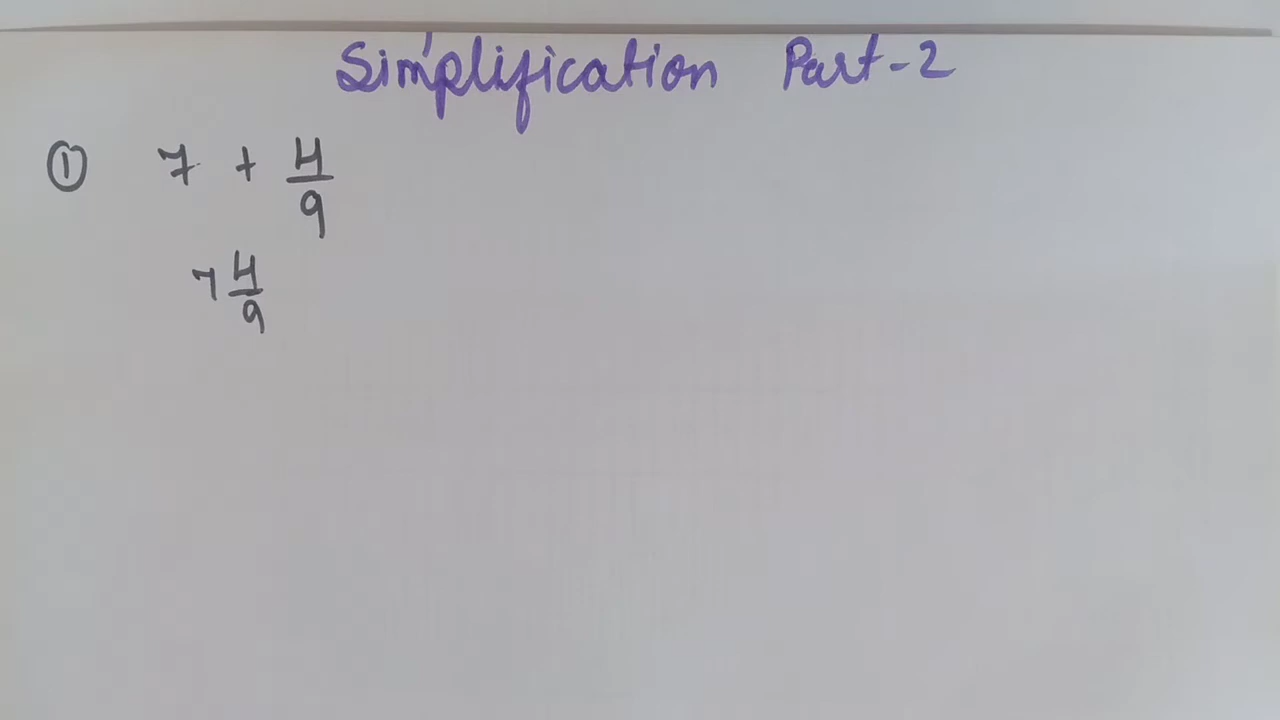 Simplification Part-2
① 7 + 4/9
7 4/9